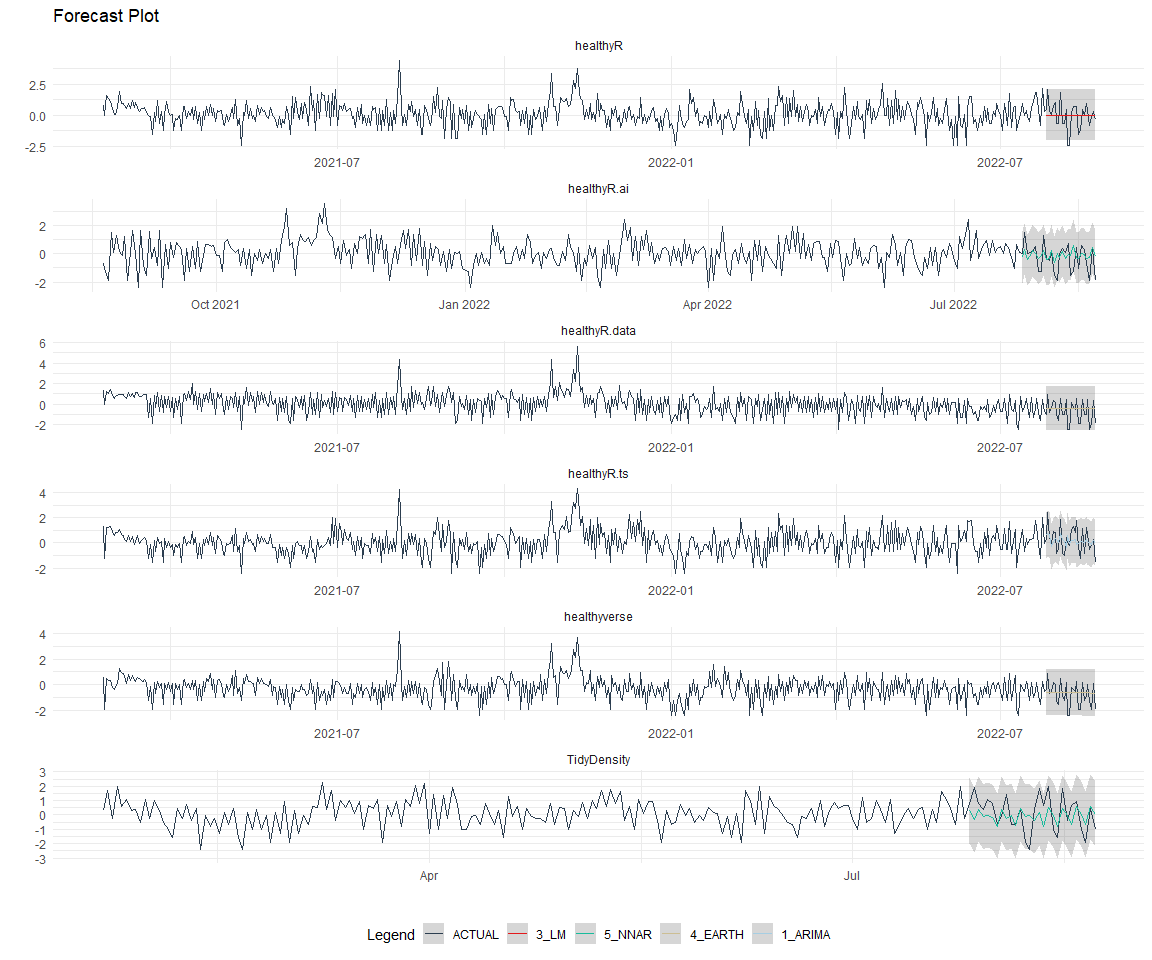 Forecast Plot
healthyR
2.5
0.0
-2.5
2021-07 2022-01 2022-07
healthyR.ai
2
0
-2
Oct 2021 Jan 2022 Apr 2022 Jul 2022
healthyR.data
6
4
2
0
-2
2021-07 2022-01 2022-07
healthyR.ts
4
2
0
-2
2021-07 2022-01 2022-07
healthyverse
4
2
0
-2
2021-07 2022-01 2022-07
TidyDensity
3
2
1
0
-1
-2
-3
Apr Jul
Legend ACTUAL 3_LM 5_NNAR 4_EARTH 1_ARIMA